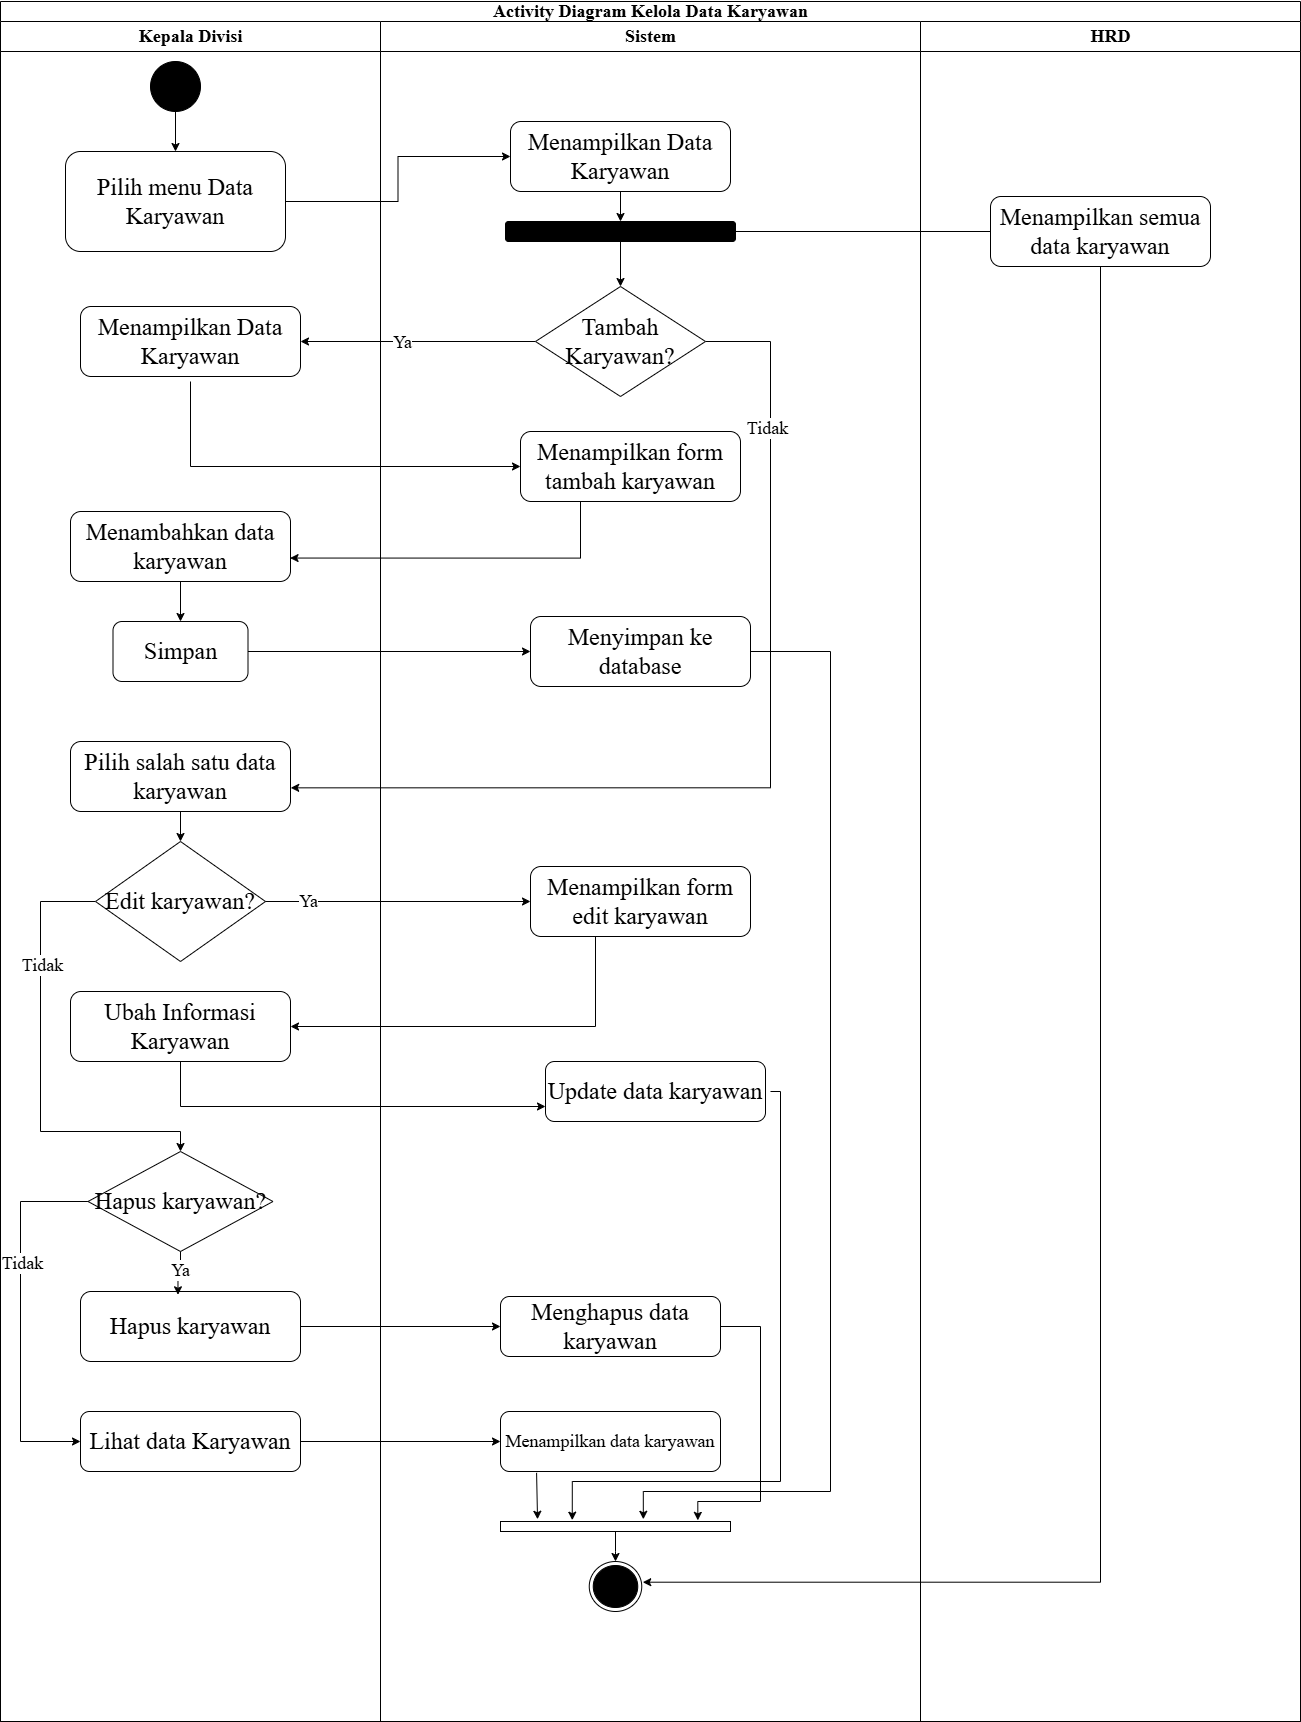 Activity Diagram Kelola Data Karyawan
Kepala Divisi
Sistem
HRD
Menampilkan Data
Karyawan
Pilih menu Data
Karyawan
Menampilkan semua
data karyawan
Menampilkan Data
Karyawan
Ya
Tambah
Karyawan?
Tidak
Menampilkan form
tambah karyawan
Menambahkan data
karyawan
Simpan
Menyimpan ke
database
Pilih salah satu data
karyawan
Edit karyawan?
Ya
Menampilkan form
edit karyawan
Tidak
Ubah Informasi
Karyawan
Update data karyawan
Hapus karyawan?
Tidak
Ya
Hapus karyawan
Menghapus data
karyawan
Lihat data Karyawan
Menampilkan data karyawan